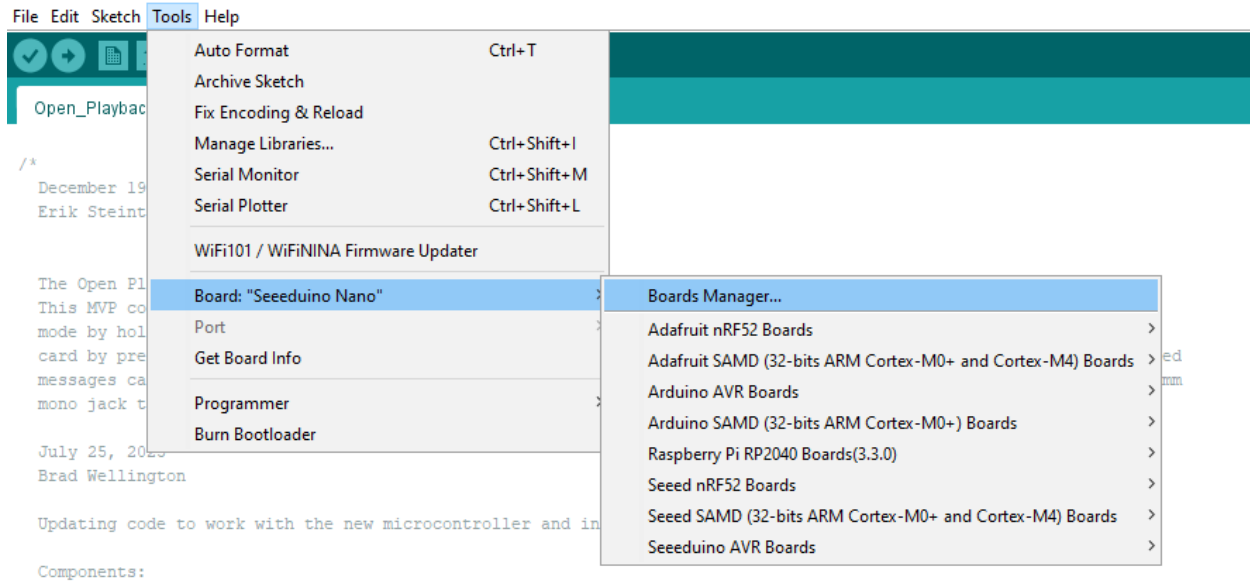 File Edit Sketch Tools Help
Open_Playbac
Auto Format Ctrl+T
Archive Sketch
Fix Encoding & Reload
Manage Libraries... Ctrl+Shift+I
Serial Monitor Ctrl+Shift+M
Serial Plotter Ctrl+Shift+L
WiFi101 / WiFiNINA Firmware Updater
Board: "Seeeduino Nano"
Port
Get Board Info
Programmer
Burn Bootloader
Boards Manager...
Adafruit nRF52 Boards
Adafruit SAMD (32-bits ARM Cortex-M0+ and Cortex-M4) Boards
Arduino AVR Boards
Arduino SAMD (32-bits ARM Cortex-M0+) Boards
Raspberry Pi RP2040 Boards(3.3.0)
Seeed nRF52 Boards
Seeed SAMD (32-bits ARM Cortex-M0+ and Cortex-M4) Boards
Seeeduino AVR Boards
/*
December 19
Erik Steint
The Open Pl
This MVP co
mode by hol
card by pre ed
messages ca mm
mono jack t
July 25, 20
Brad Wellington
Updating code to work with the new microcontroller and in
Components: